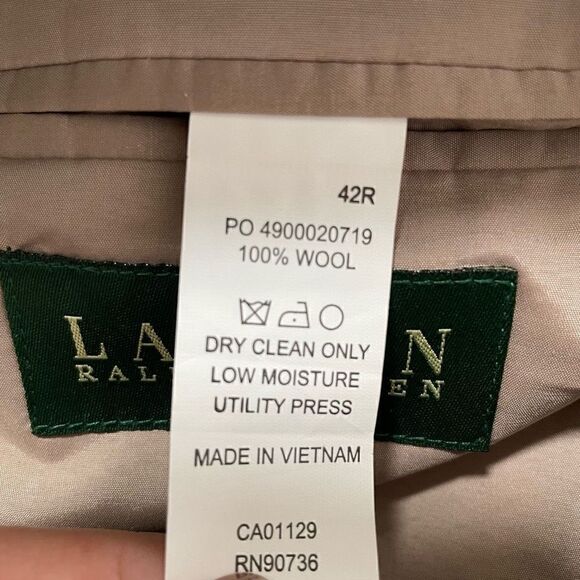 42R
PO 4900020719
100% WOOL
DRY CLEAN ONLY
LOW MOISTURE
UTILITY PRESS
MADE IN VIETNAM
CA01129
RN90736